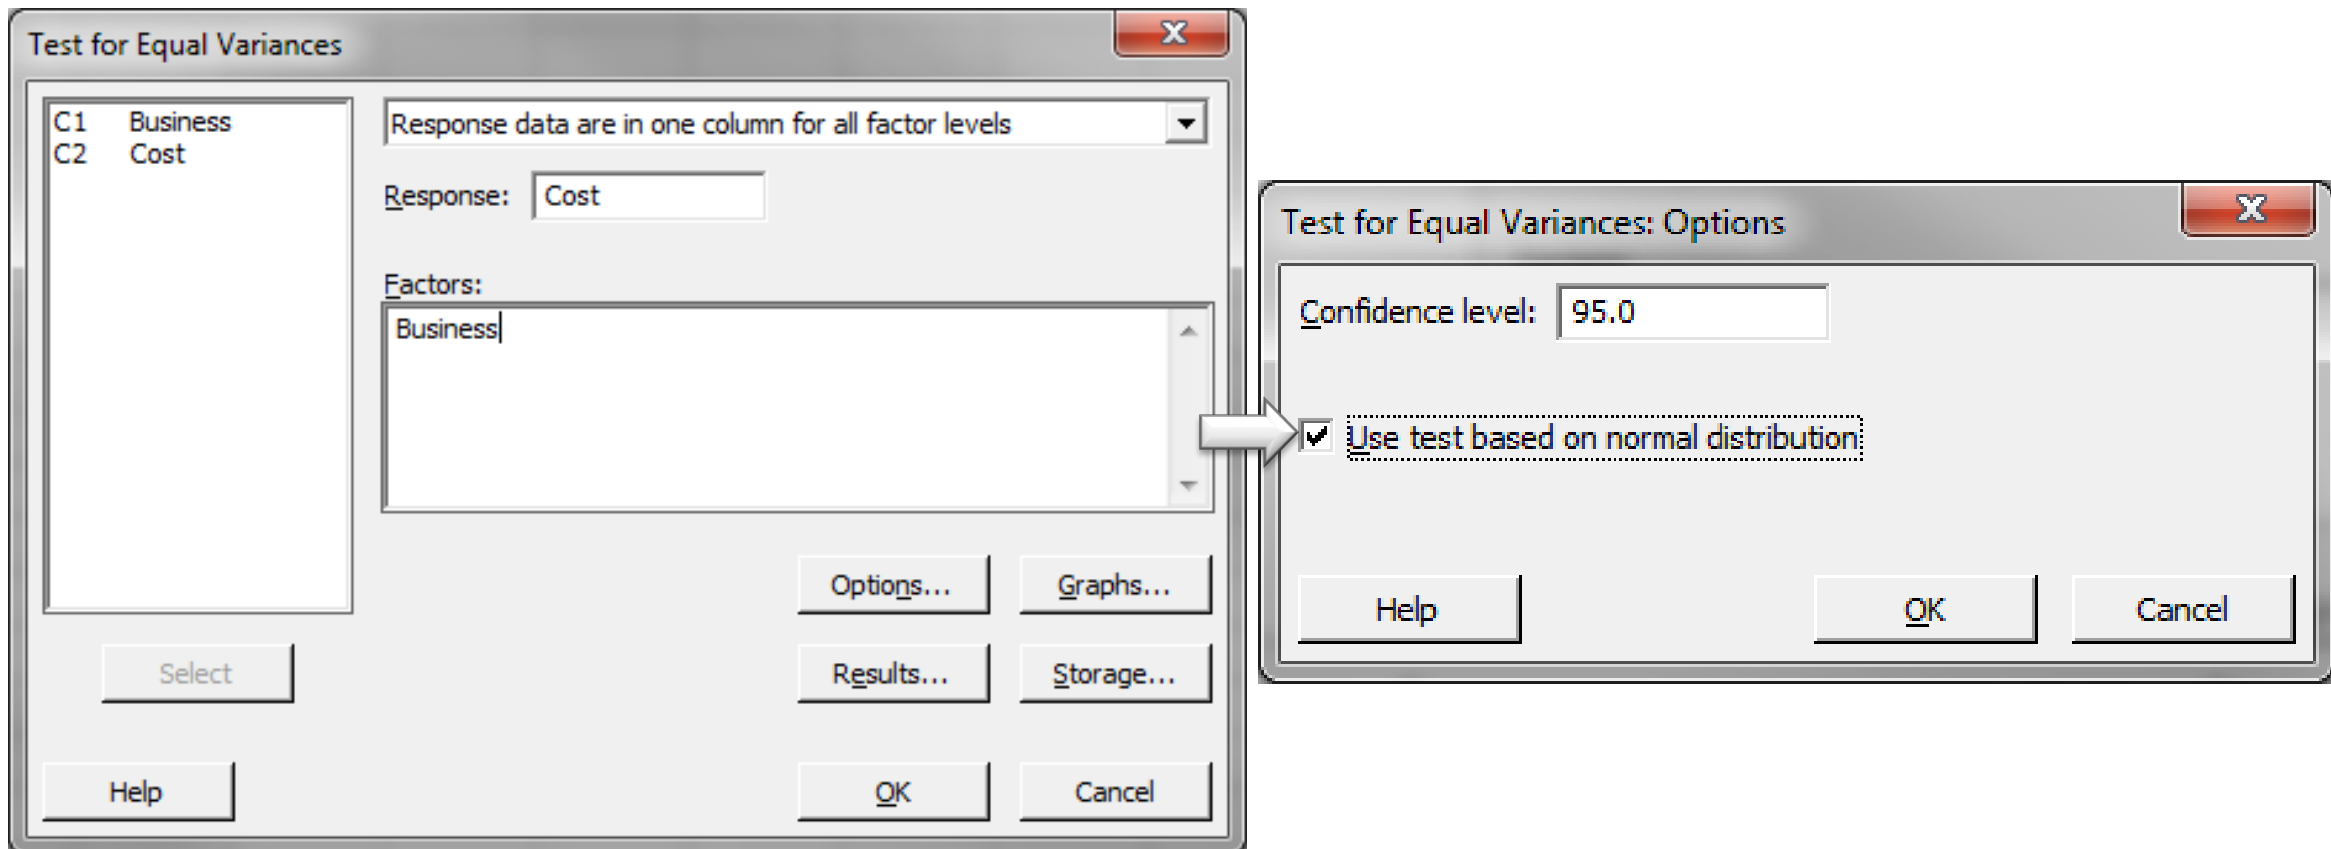 Test for Equal Variances
C1 Business
C2 Cost
Response data are in one column for all factor levels
Response: Cost
Factors:
Business
Options...
Graphs...
Select
Results...
Storage...
Help
OK
Cancel
Test for Equal Variances: Options
Confidence level: 95.0
Use test based on normal distribution
Help
OK
Cancel